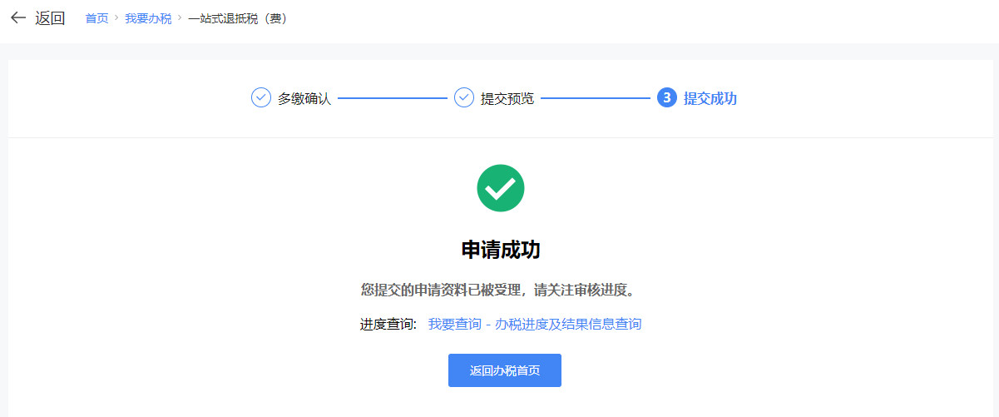 返回 首页 > 我要办税 > 一站式退抵税（费）
多缴确认 提交预览 3 提交成功
申请成功
您提交的申请资料已被受理，请关注审核进度。
进度查询: 我要查询 - 办税进度及结果信息查询
返回办税首页